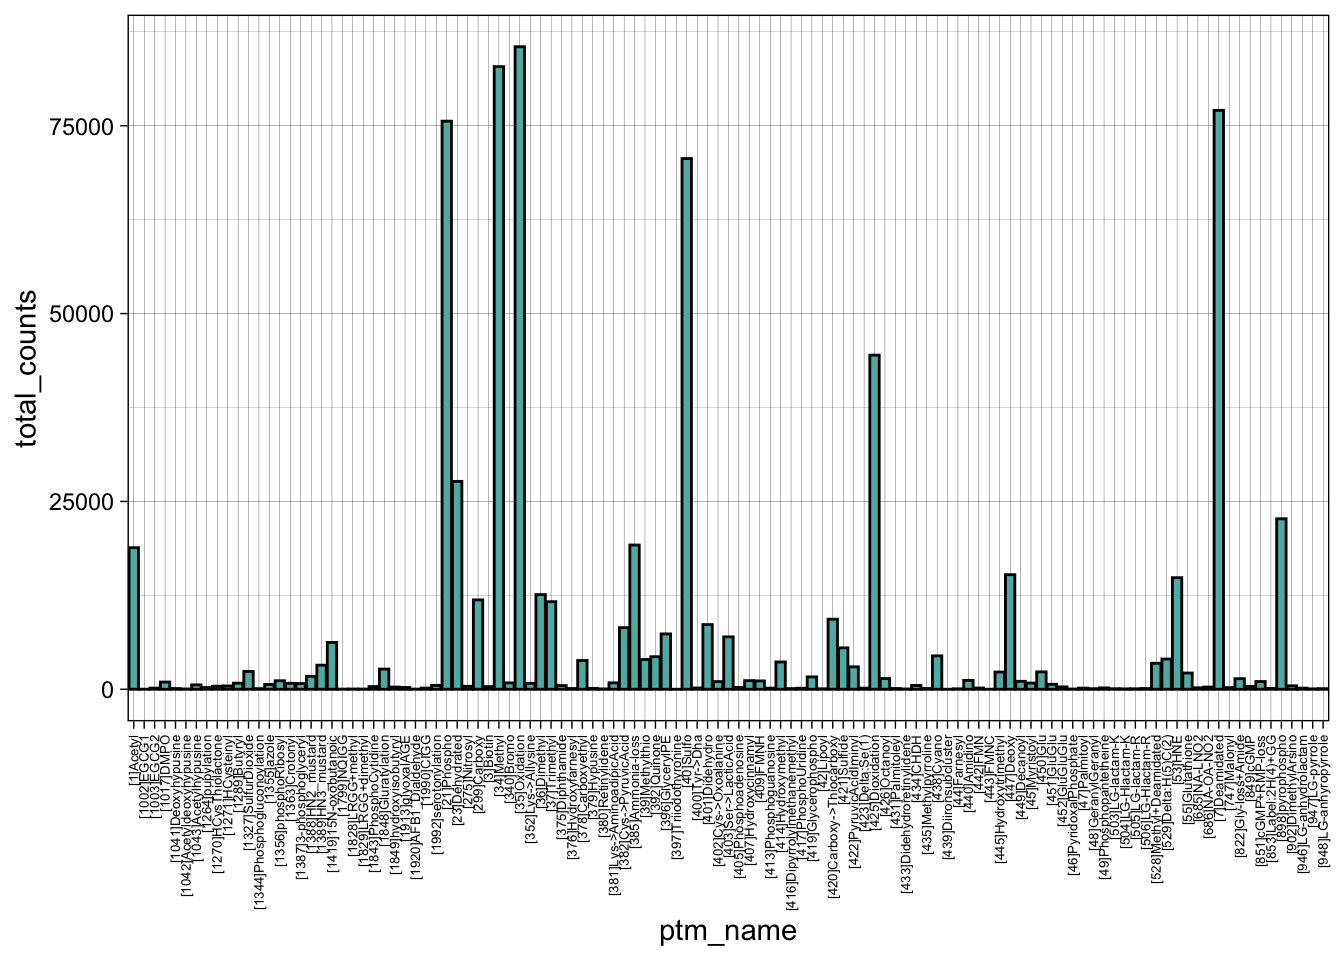 75000
50000
25000
0
total_counts
[1]Acetyl
[1002]EGCG1
[1003]EGCG2
[1017]DMPO
[1041]Deoxyhypusine
[1042]Acetyldeoxyhypusine
[1043]Acetylhypusine
[1264]pupylation
[1270]HCysThiolactone
[1271]HCysteinyl
[1289]Butyryl
[1327]SulfurDioxide
[1344]Phosphogluconoylation
[1355]azole
[1356]phosphoRibosyl
[1363]Crotonyl
[1387]3-phosphoglyceryl
[1388]HN2_mustard
[1389]HN3_mustard
[1419]15N-oxobutanoic
[1799]NQIGG
[1828]LRGG+methyl
[1829]LRGG+dimethyl
[1843]PhosphoCytidine
[1848]Gluratylation
[1849]hydroxyisobutyryl
[1913]GlyoxalAGE
[1920]AFB1_Dialdehyde
[1990]CIGG
[1992]serotonylation
[21]Phospho
[23]Dehydrated
[275]Nitrosyl
[299]Carboxy
[3]Biotin
[34]Methyl
[340]Bromo
[35]Oxidation
[352]Lys->Allysine
[36]Dimethyl
[37]Trimethyl
[375]Diphthamide
[376]Hydroxyfarnesyl
[378]Carboxyethyl
[379]Hypusine
[380]Retinylidene
[381]Lys->AminoadipicAcid
[382]Cys->PyruvicAcid
[385]Ammonia-loss
[39]Methylthio
[392]Quinone
[396]GlycerylPE
[397]Triiodothyronine
[40]Sulfo
[400]Tyr->Dha
[401]Didehydro
[402]Cys->Oxoalanine
[403]Ser->LacticAcid
[405]Phosphoadenosine
[407]Hydroxycinnamyl
[409]FMNH
[413]Phosphoguanosine
[414]Hydroxymethyl
[416]Dipyrrolylmethanemethyl
[417]PhosphoUridine
[419]Glycerophospho
[42]Lipoyl
[420]Carboxy->Thiocarboxy
[421]Sulfide
[422]PyruvicAcidIminyl
[423]Delta:Se(1)
[425]Dioxidation
[426]Octanoyl
[431]Palmitoley
[433]Didehydroretinylidene
[434]CHDH
[435]Methylpyrroline
[438]Cyano
[439]Diironsubcluster
[44]Farnesyl
[440]Amidino
[442]FMN
[443]FMNC
[445]Hydroxytrimethyl
[447]Deoxy
[449]Decanoyl
[45]Myristoyl
[450]Glu
[451]GluGlu
[452]GluGluGlu
[46]PyridoxalPhosphate
[47]Palmitoyl
[48]GeranylGeranyl
[49]Phosphopantetheine
[503]LG-Hlactam-K
[504]LG-Hlactam-K
[505]LG-Hlactam-R
[506]LG-Hlactam-R
[528]Methyl+Deamidated
[529]Delta:H(5)C(2)
[53]HNE
[55]Glutathione
[685]NA-LNO2
[686]NA-OA-NO2
[7]Deamidated
[747]Malonyl
[822]Gly-loss+Amide
[849]cGMP
[851]cGMP+RMP-loss
[853]Label:2H(4)+GG
[898]pyrophospho
[902]DimethylArsino
[946]LG-anhydrolactam
[947]LG-pyrrole
[948]LG-anhyropyrrole
ptm_name